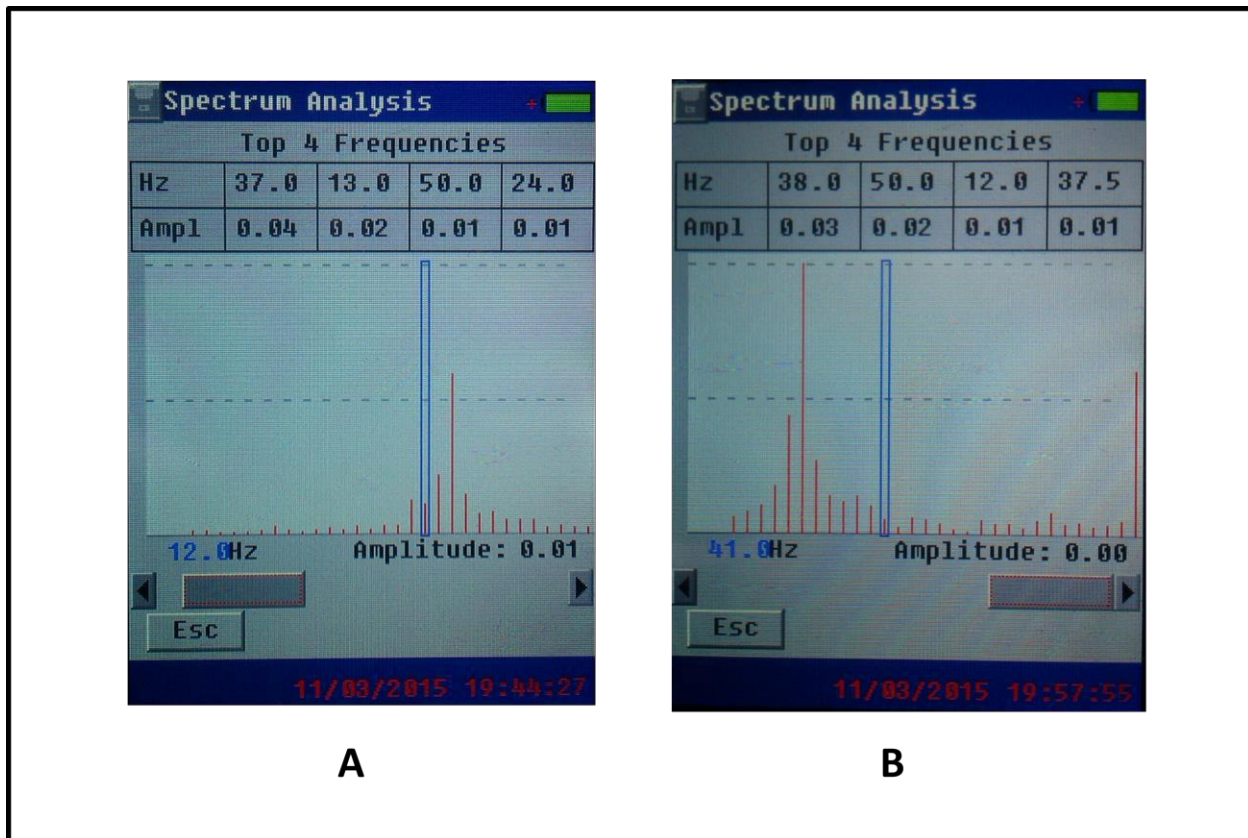 Spectrum Analysis
Top 4 Frequencies
Hz 37.0 13.0 50.0 24.0
Ampl 0.04 0.02 0.01 0.01
12.0Hz Amplitude: 0.01
Esc
11/03/2015 19:44:27
A
Spectrum Analysis
Top 4 Frequencies
Hz 38.0 50.0 12.0 37.5
Ampl 0.03 0.02 0.01 0.01
41.0Hz Amplitude: 0.00
Esc
11/03/2015 19:57:55
B